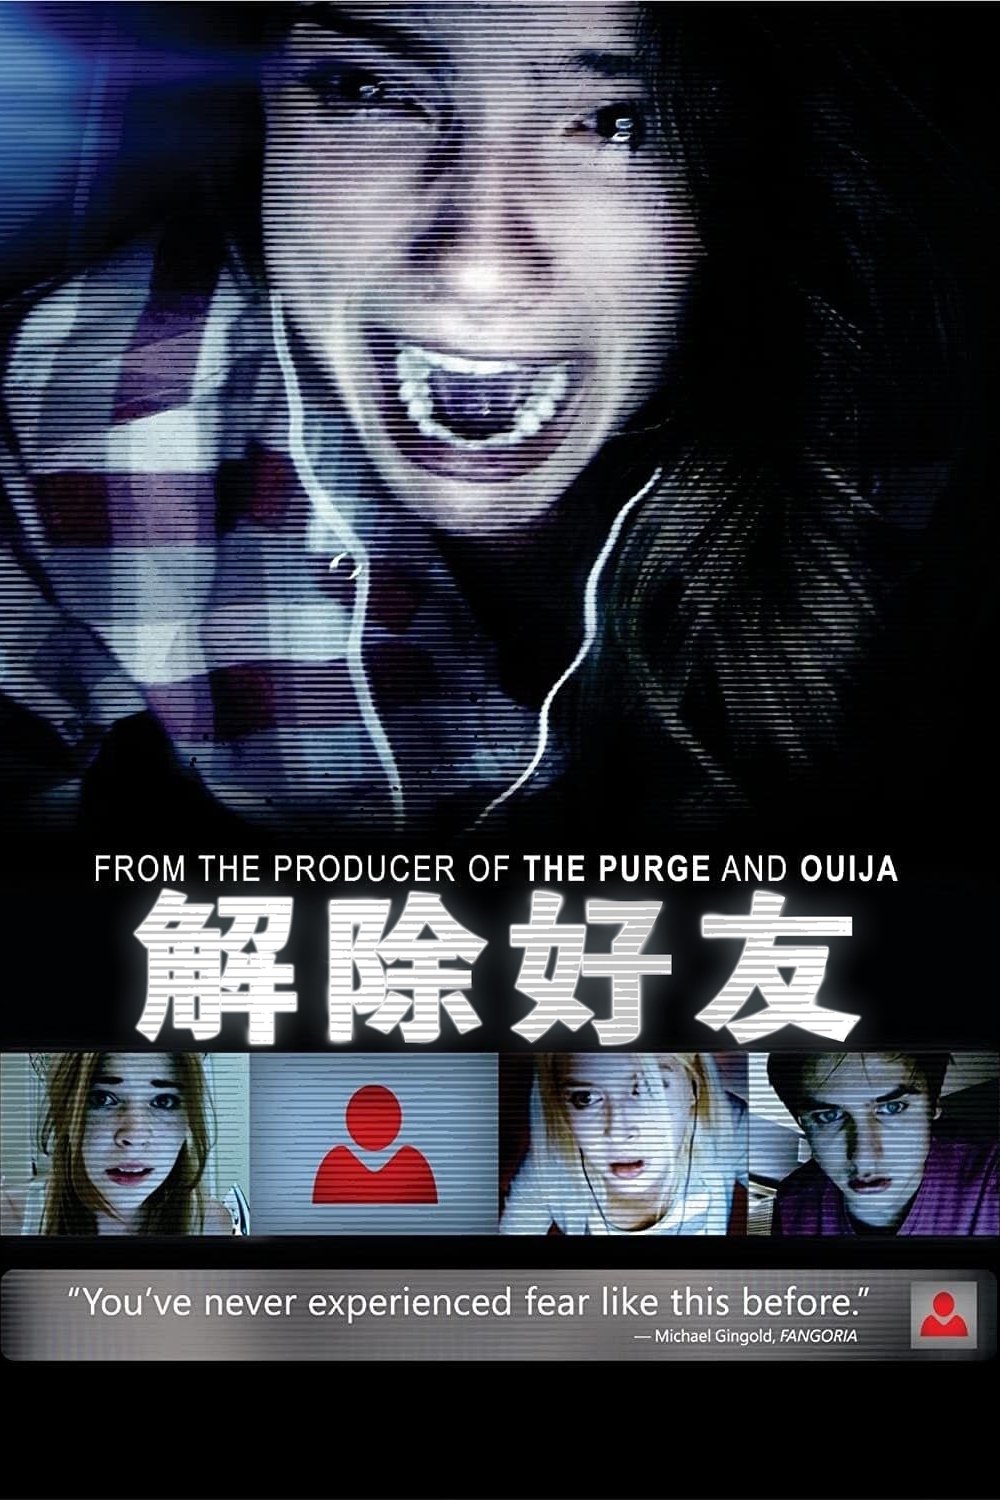 FROM THE PRODUCER OF THE PURGE AND OUIJA
解除好友
“You‘ve never experienced fear like this before.”
— Michael Gingold, FANGORIA